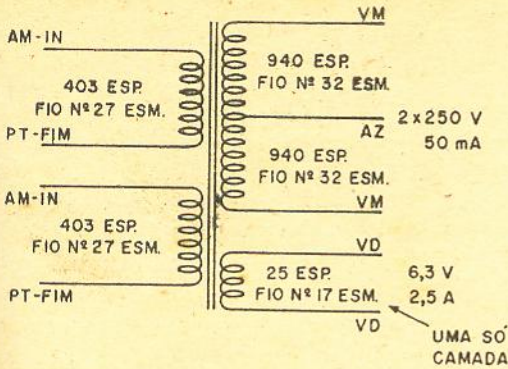 AM-IN
403 ESP.
FIO Nº 27 ESM.
PT-FIM
AM-IN
403 ESP.
FIO Nº 27 ESM.
PT-FIM
VM
940 ESP.
FIO Nº 32 ESM.
AZ
2x250 V
50 mA
940 ESP.
FIO Nº 32 ESM.
VM
VD
25 ESP.
FIO Nº 17 ESM.
6,3 V
2,5 A
VD
UMA SÓ
CAMADA